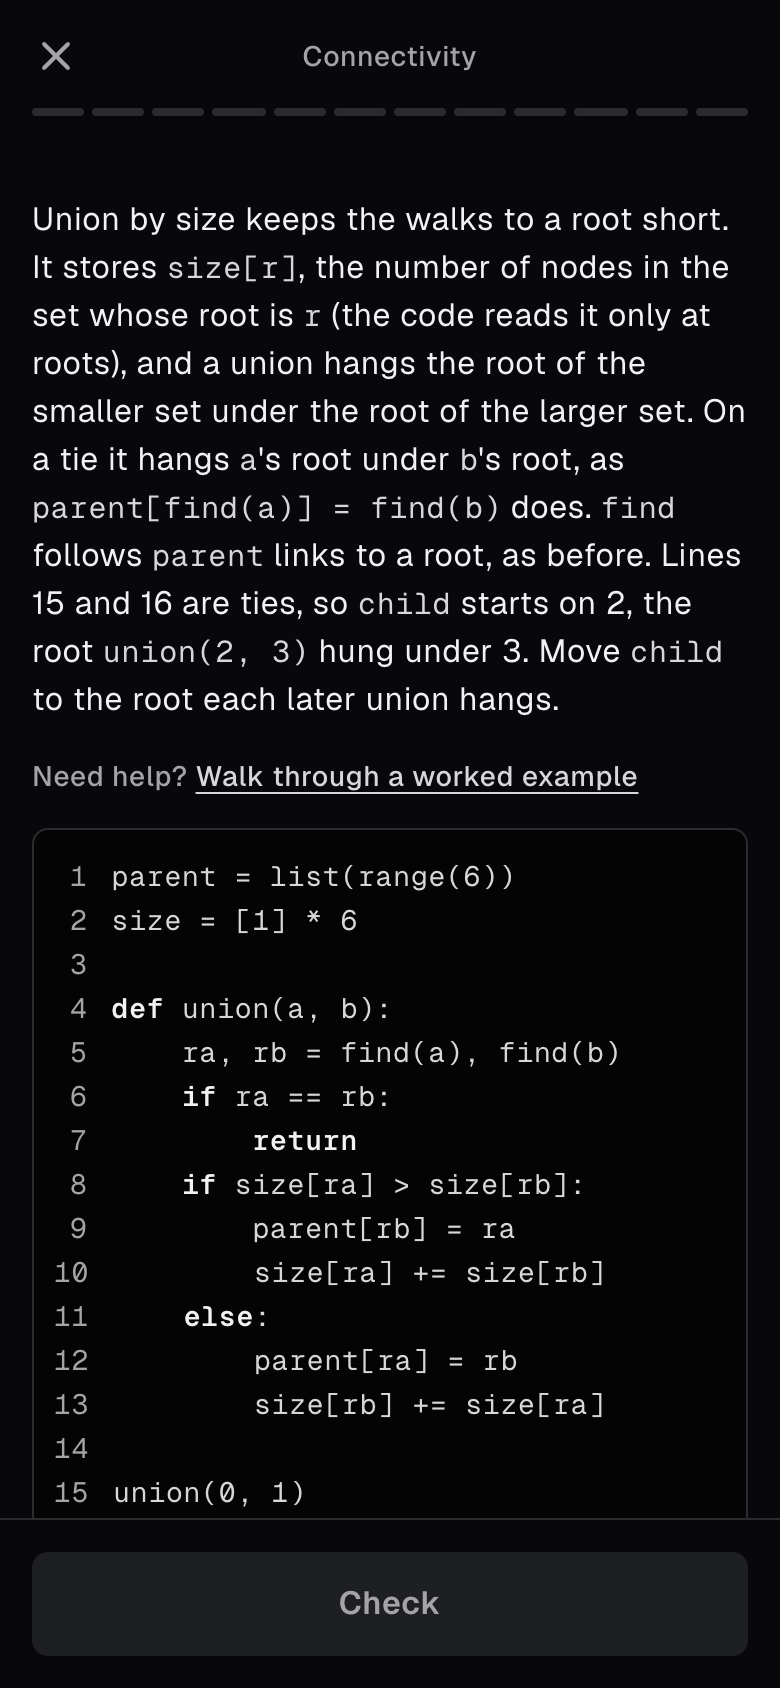 Connectivity
Union by size keeps the walks to a root short.
It stores size[r], the number of nodes in the
set whose root is r (the code reads it only at
roots), and a union hangs the root of the
smaller set under the root of the larger set. On
a tie it hangs a's root under b's root, as
parent[find(a)] = find(b) does. find
follows parent links to a root, as before. Lines
15 and 16 are ties, so child starts on 2, the
root union(2, 3) hung under 3. Move child
to the root each later union hangs.
Need help? Walk through a worked example
1 parent = list(range(6))
2 size = [1] * 6
3
4 def union(a, b):
5     ra, rb = find(a), find(b)
6     if ra == rb:
7         return
8     if size[ra] > size[rb]:
9         parent[rb] = ra
10         size[ra] += size[rb]
11     else:
12         parent[ra] = rb
13         size[rb] += size[ra]
14
15 union(0, 1)
Check